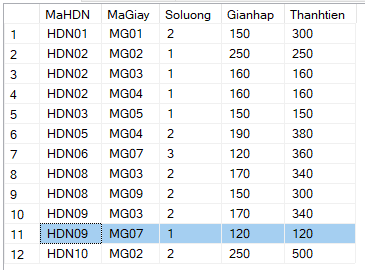 MaHDN MaGiay Soluong Gianhap Thanhtien
1 HDN01 MG01 2 150 300
2 HDN02 MG02 1 250 250
3 HDN02 MG03 1 160 160
4 HDN02 MG04 1 160 160
5 HDN03 MG05 1 150 150
6 HDN05 MG04 2 190 380
7 HDN06 MG07 3 120 360
8 HDN08 MG03 2 170 340
9 HDN08 MG09 2 150 300
10 HDN09 MG03 2 170 340
11 HDN09 MG07 1 120 120
12 HDN10 MG02 2 250 500